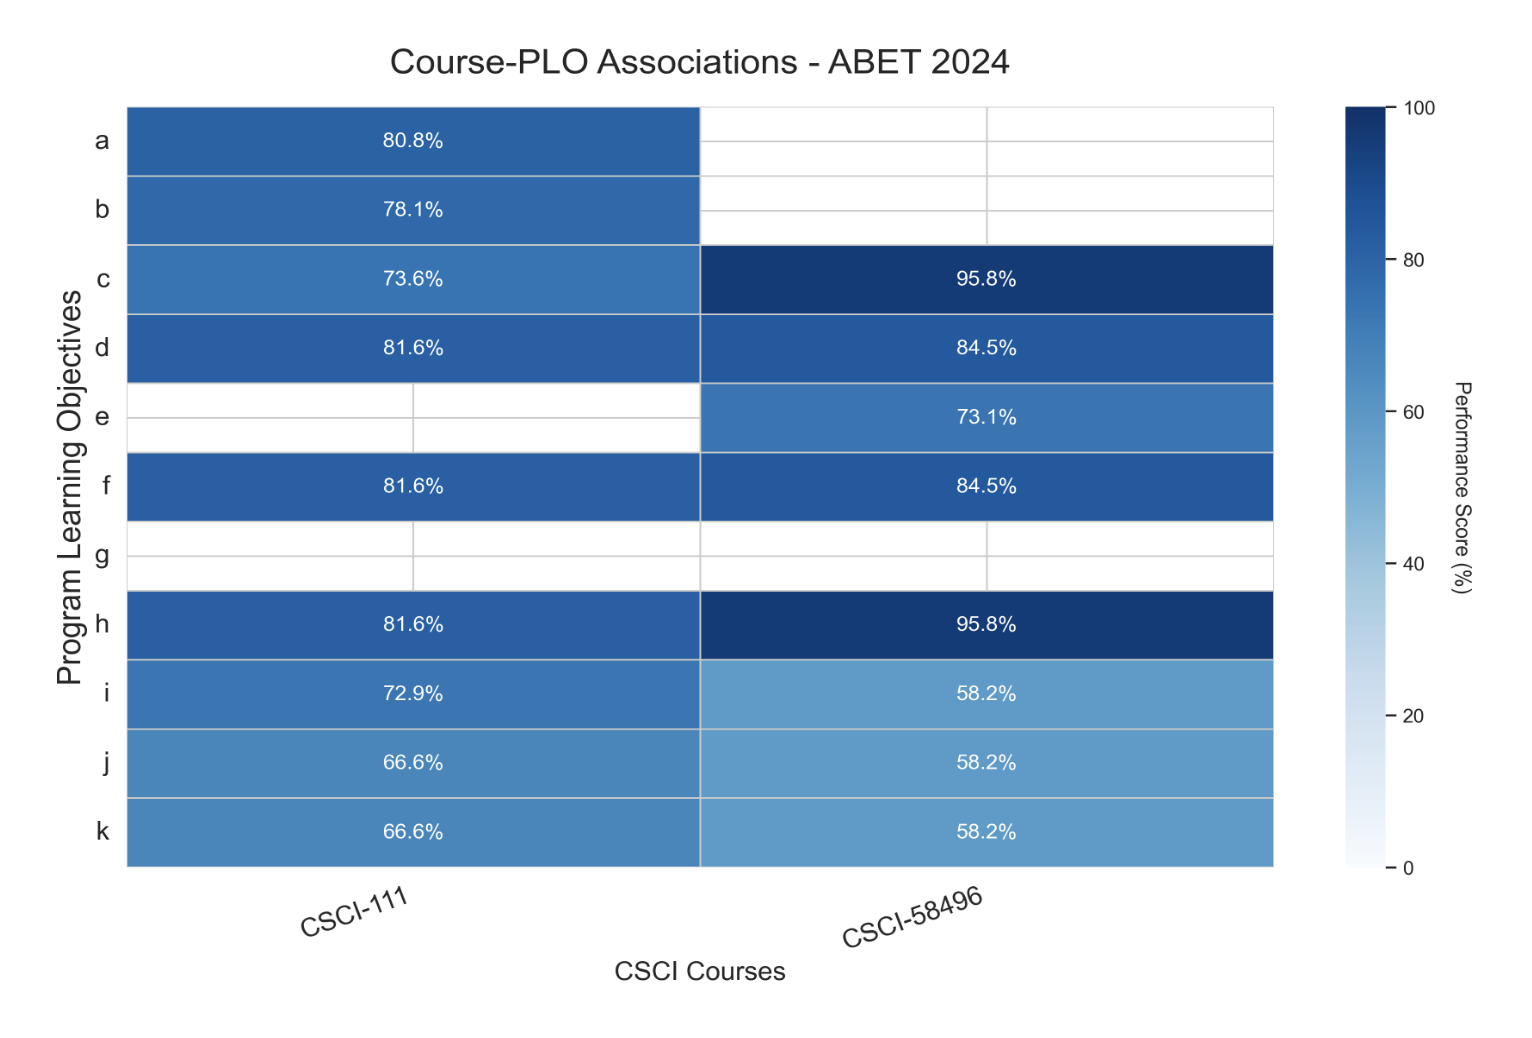 Course-PLO Associations - ABET 2024
Program Learning Objectives
a 80.8%
b 78.1%
c 73.6% 95.8%
d 81.6% 84.5%
e 73.1%
f 81.6% 84.5%
g
h 81.6% 95.8%
i 72.9% 58.2%
j 66.6% 58.2%
k 66.6% 58.2%
CSCI-111 CSCI-58496
CSCI Courses
100
80
60
40
20
0
Performance Score (%)